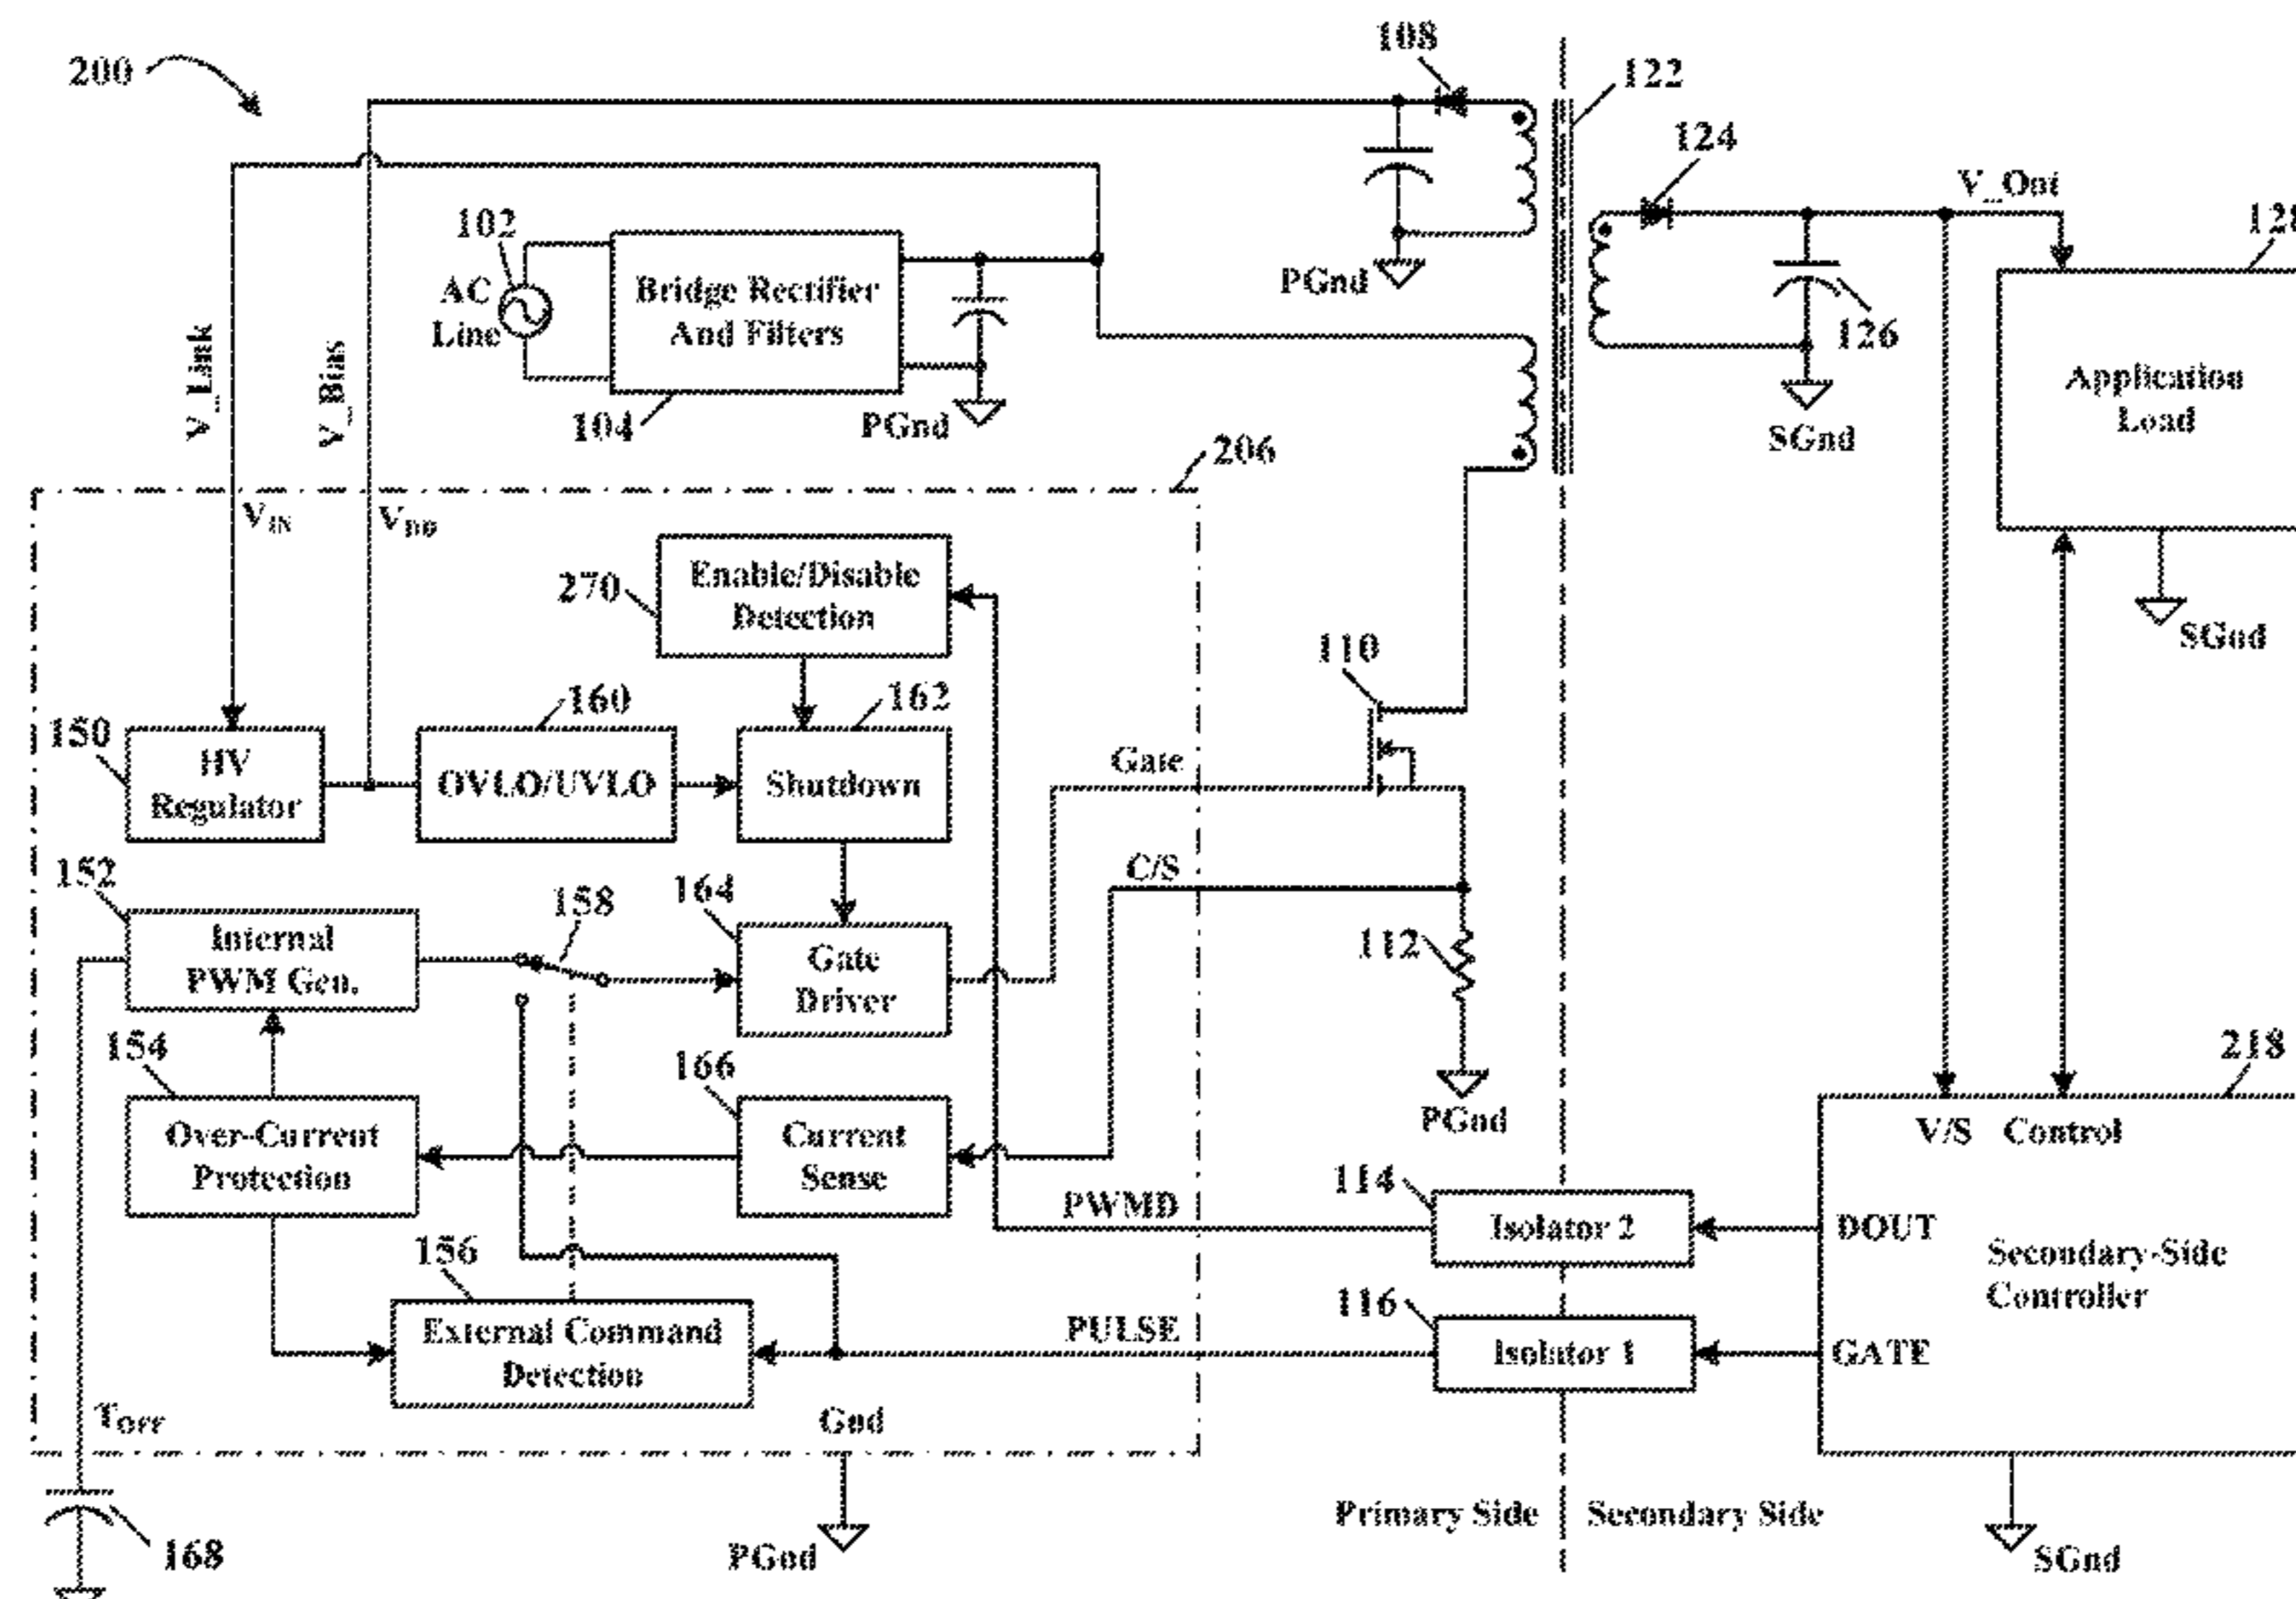 200
108
122
124
V_Out
102
AC
Line
Bridge Rectifier
And Filters
104
PGnd
PGnd
126
SGnd
Application
Load
SGnd
V_Link
V_Bias
206
VIN
VDD
270
Enable/Disable
Detection
110
150
HV
Regulator
160
OVLO/UVLO
162
Shutdown
Gate
C/S
152
Internal
PWM Gen.
158
164
Gate
Driver
112
PGnd
154
Over-Current
Protection
166
Current
Sense
218
V/S Control
DOUT
GATE
Secondary-Side
Controller
114
Isolator 2
PWMD
116
Isolator 1
PULSE
156
External Command
Detection
TOFF
Gnd
PGnd
168
Primary Side
Secondary Side
SGnd